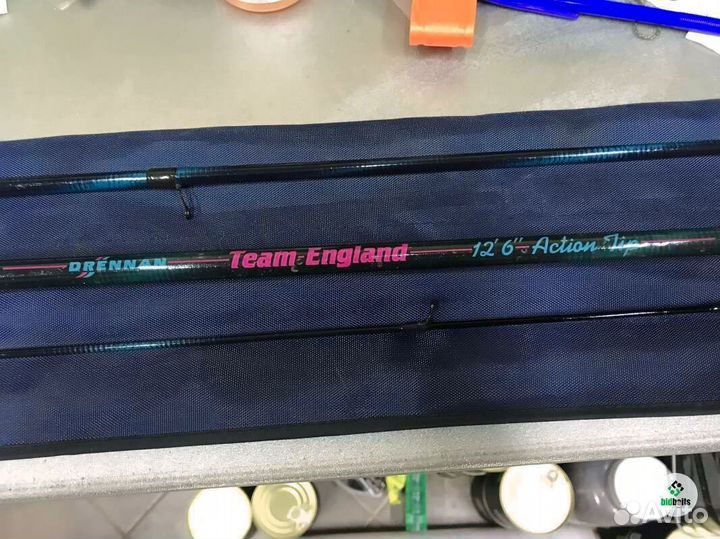 DRENNAN Team England 12' 6" Action Tip
bidbaits
Avito